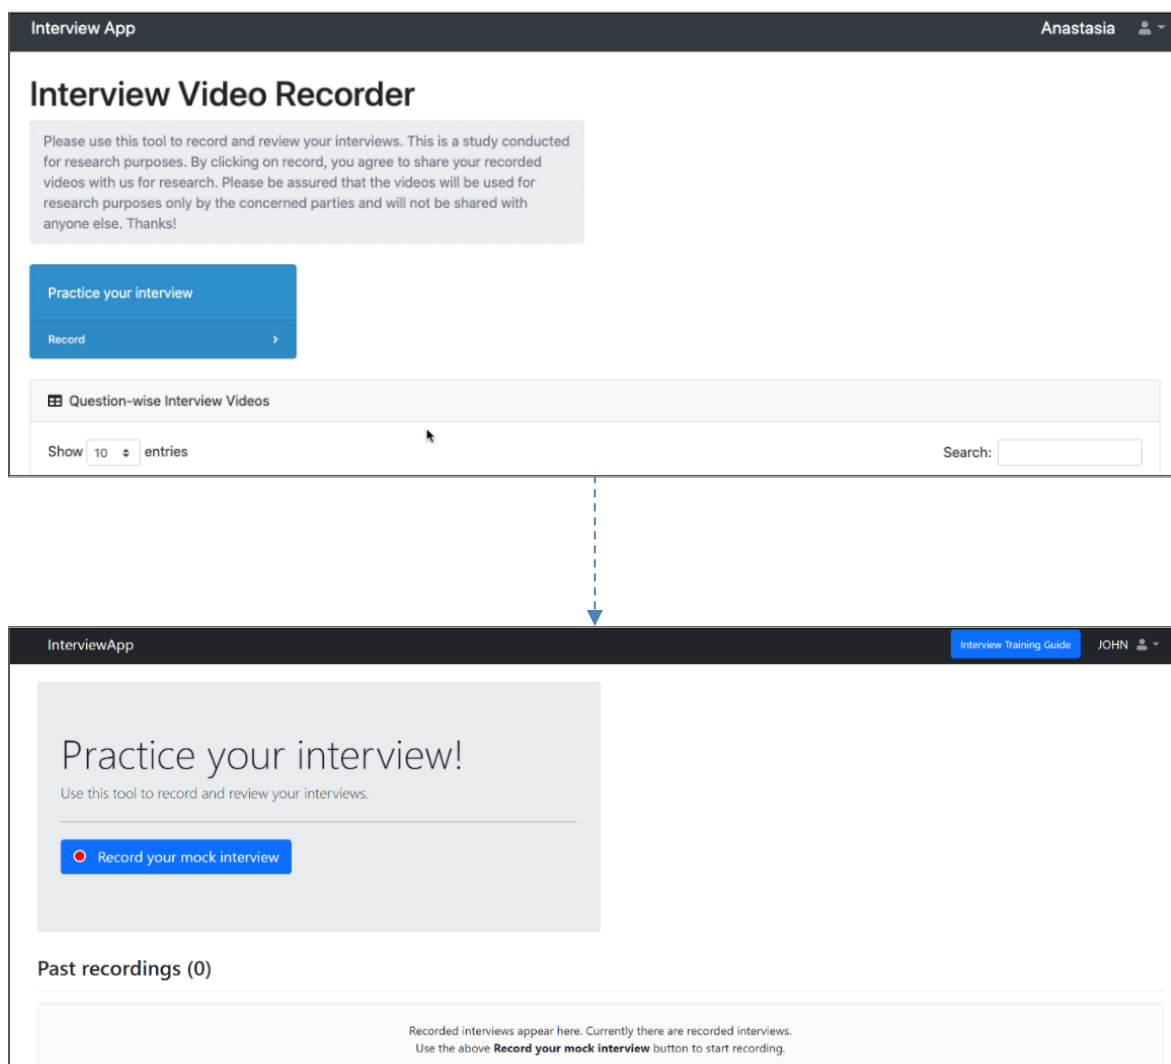 Interview App
Anastasia
Interview Video Recorder
Please use this tool to record and review your interviews. This is a study conducted
for research purposes. By clicking on record, you agree to share your recorded
videos with us for research. Please be assured that the videos will be used for
research purposes only by the concerned parties and will not be shared with
anyone else. Thanks!
Practice your interview
Record
Question-wise Interview Videos
Show 10 entries
Search:
InterviewApp
Interview Training Guide
JOHN
Practice your interview!
Use this tool to record and review your interviews.
Record your mock interview
Past recordings (0)
Recorded interviews appear here. Currently there are recorded interviews.
Use the above Record your mock interview button to start recording.